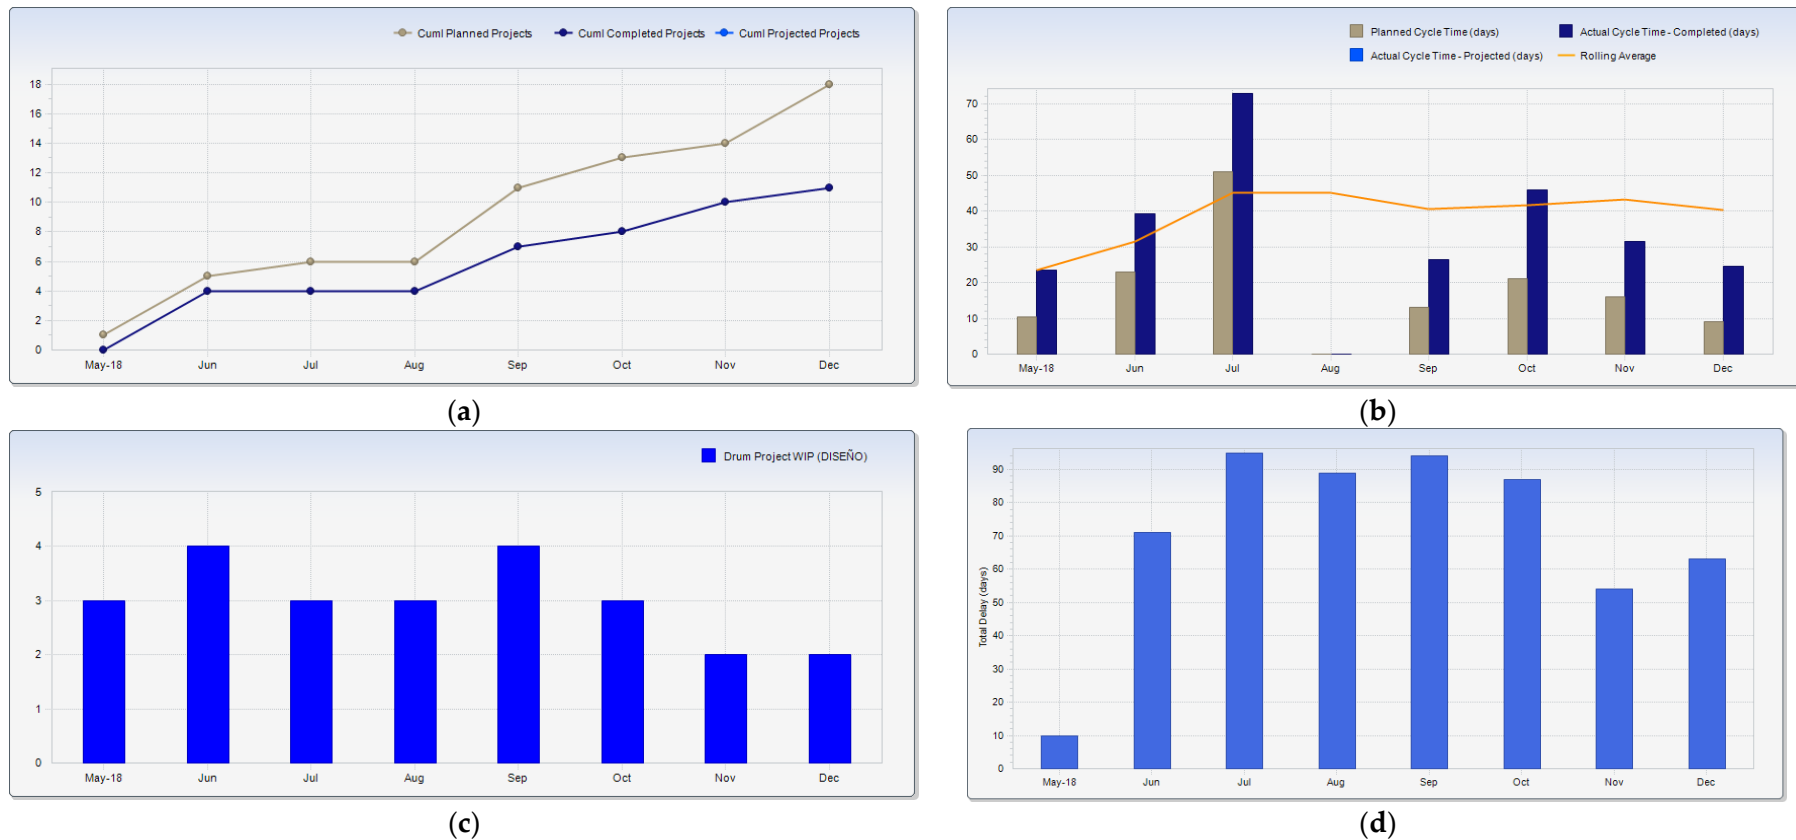 Cuml Planned Projects Cuml Completed Projects Cuml Projected Projects
18
16
14
12
10
8
6
4
2
0
May-18 Jun Jul Aug Sep Oct Nov Dec
(a)
Planned Cycle Time (days) Actual Cycle Time - Completed (days)
Actual Cycle Time - Projected (days) Rolling Average
70
60
50
40
30
20
10
0
May-18 Jun Jul Aug Sep Oct Nov Dec
(b)
Drum Project WIP (DISEÑO)
5
4
3
2
1
0
May-18 Jun Jul Aug Sep Oct Nov Dec
(c)
Total Delay (days)
90
80
70
60
50
40
30
20
10
0
May-18 Jun Jul Aug Sep Oct Nov Dec
(d)